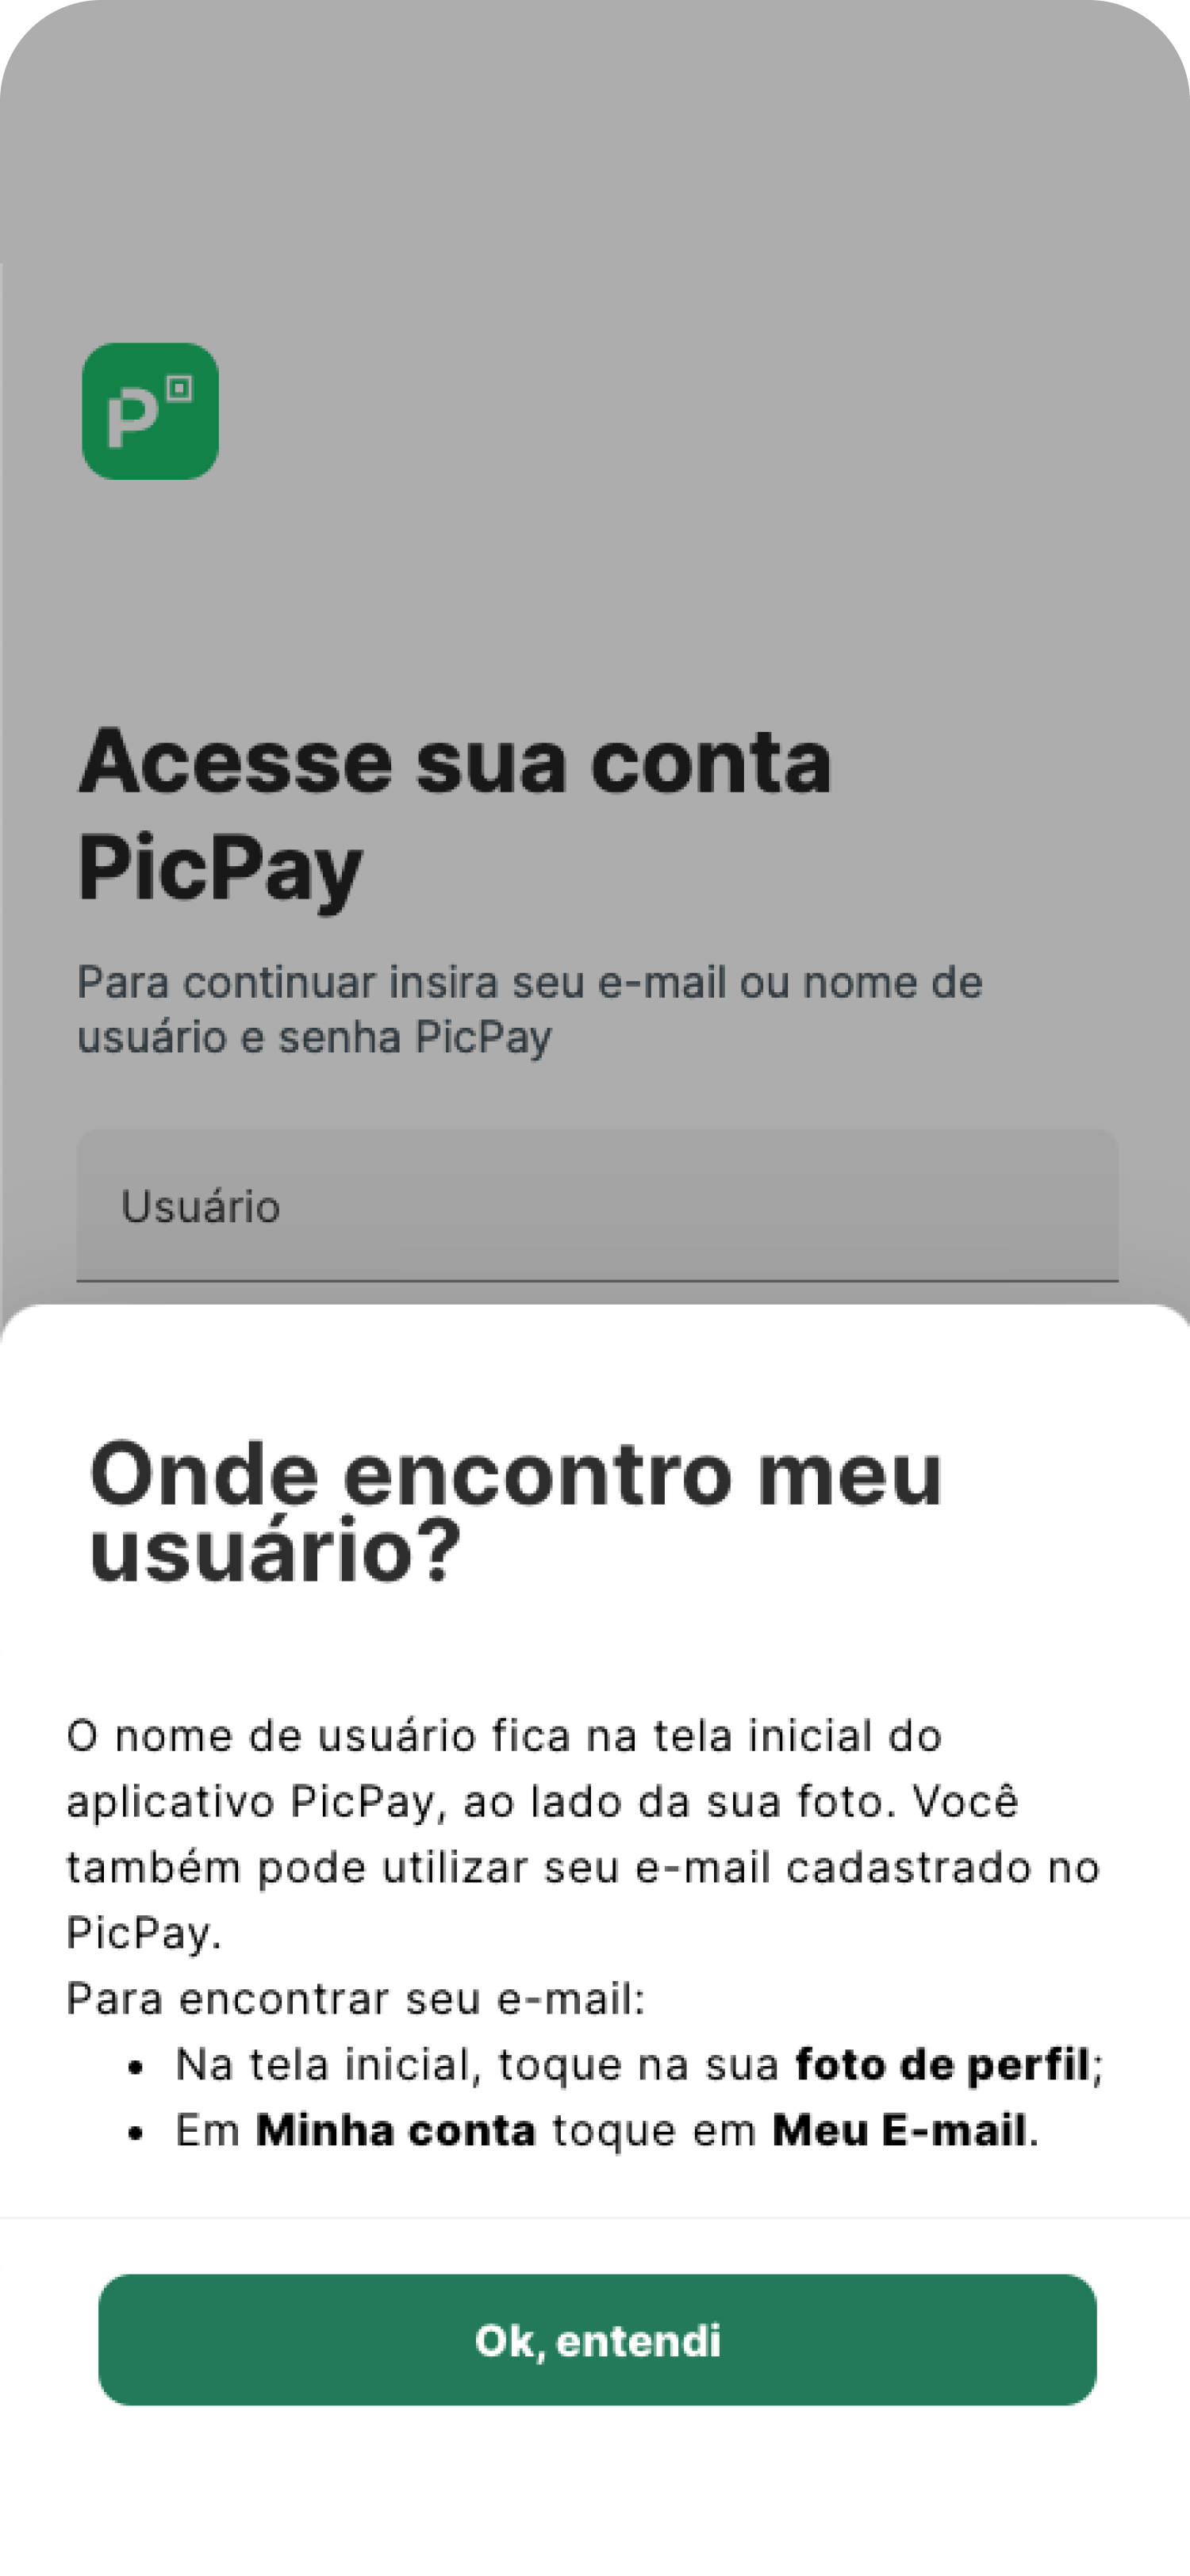 P
Acesse sua conta
PicPay
Para continuar insira seu e-mail ou nome de
usuário e senha PicPay
Usuário
Onde encontro meu
usuário?
O nome de usuário fica na tela inicial do
aplicativo PicPay, ao lado da sua foto. Você
também pode utilizar seu e-mail cadastrado no
PicPay.
Para encontrar seu e-mail:
• Na tela inicial, toque na sua foto de perfil;
• Em Minha conta toque em Meu E-mail.
Ok, entendi